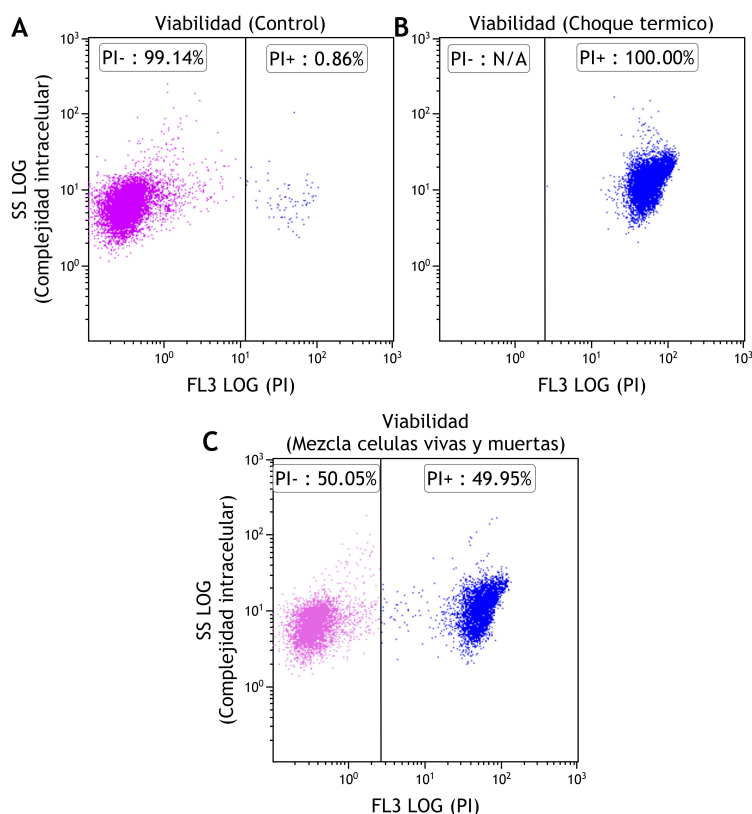 A
Viabilidad (Control)
10³
10²
10¹
10⁰
PI- : 99.14%
PI+ : 0.86%
SS LOG
(Complejidad intracelular)
10⁰
10¹
10²
10³
FL3 LOG (PI)
B
Viabilidad (Choque termico)
10³
10²
10¹
10⁰
PI- : N/A
PI+ : 100.00%
10⁰
10¹
10²
10³
FL3 LOG (PI)
C
Viabilidad
(Mezcla celulas vivas y muertas)
10³
10²
10¹
10⁰
PI- : 50.05%
PI+ : 49.95%
SS LOG
(Complejidad intracelular)
10⁰
10¹
10²
10³
FL3 LOG (PI)